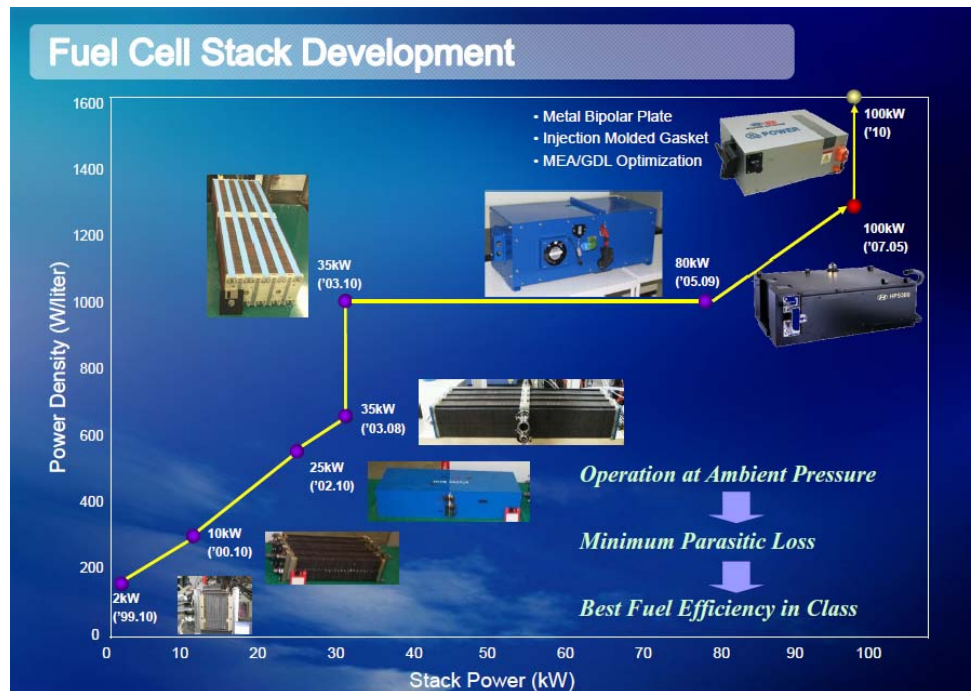 Fuel Cell Stack Development
Power Density (W/liter)
1600
1400
1200
1000
800
600
400
200
0
• Metal Bipolar Plate
• Injection Molded Gasket
• MEA/GDL Optimization
POWER
100kW
('10)
100kW
('07.05)
35kW
('03.10)
80kW
('05.09)
35kW
('03.08)
25kW
('02.10)
10kW
('00.10)
2kW
('99.10)
Operation at Ambient Pressure
Minimum Parasitic Loss
Best Fuel Efficiency in Class
0 10 20 30 40 50 60 70 80 90 100
Stack Power (kW)